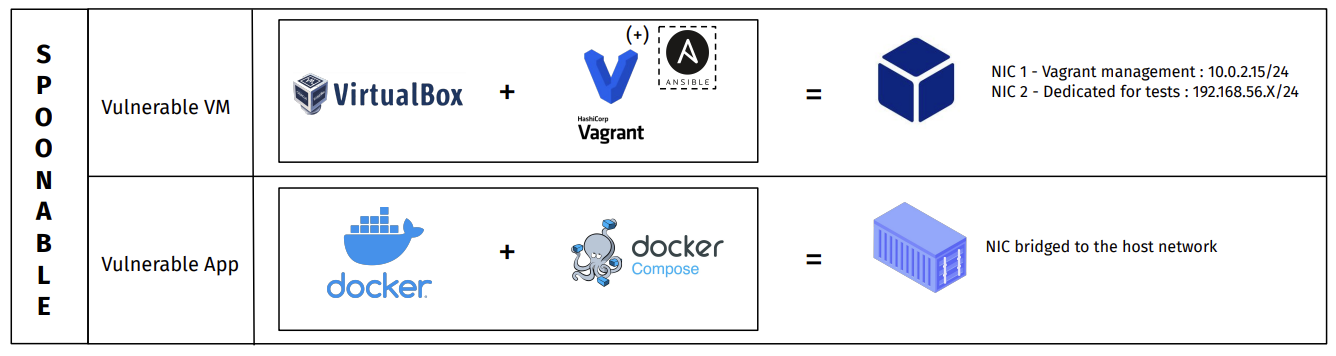 SPOONABLE
Vulnerable VM
VirtualBox
+
(+)
HashiCorp
Vagrant
A
ANSIBLE
=
NIC 1 - Vagrant management : 10.0.2.15/24
NIC 2 - Dedicated for tests : 192.168.56.X/24
Vulnerable App
docker
+
docker
Compose
=
NIC bridged to the host network